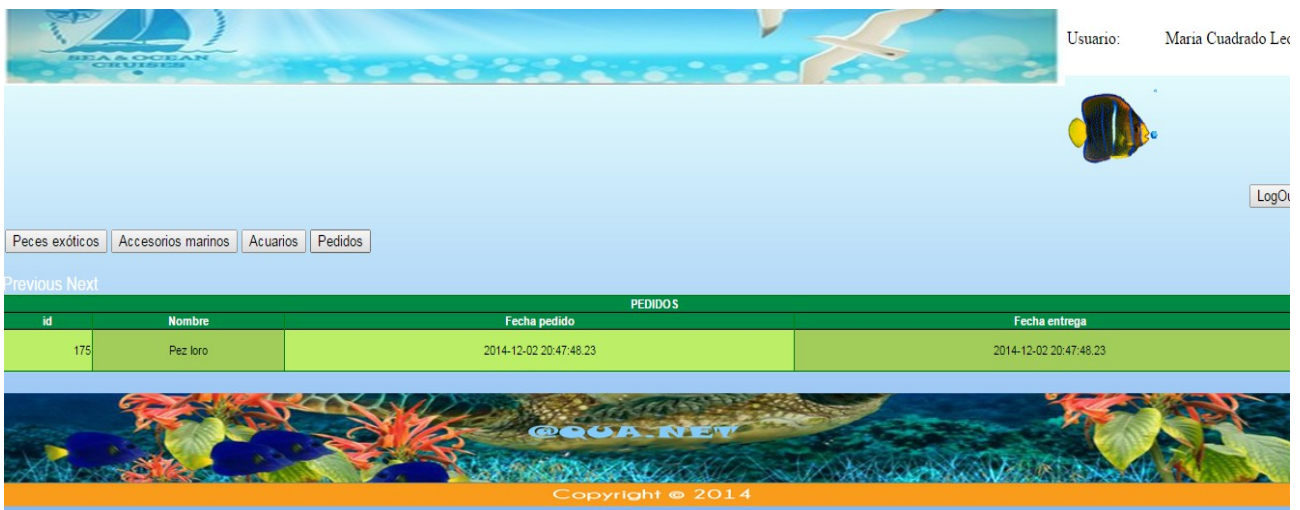 SEA & OCEAN
CRUISES
Usuario: Maria Cuadrado
LogOu
Peces exóticos Accesorios marinos Acuarios Pedidos
Previous Next
PEDIDOS
id Nombre Fecha pedido Fecha entrega
175 Pez loro 2014-12-02 20:47:48.23 2014-12-02 20:47:48.23
@QUA.NET
Copyright © 2014